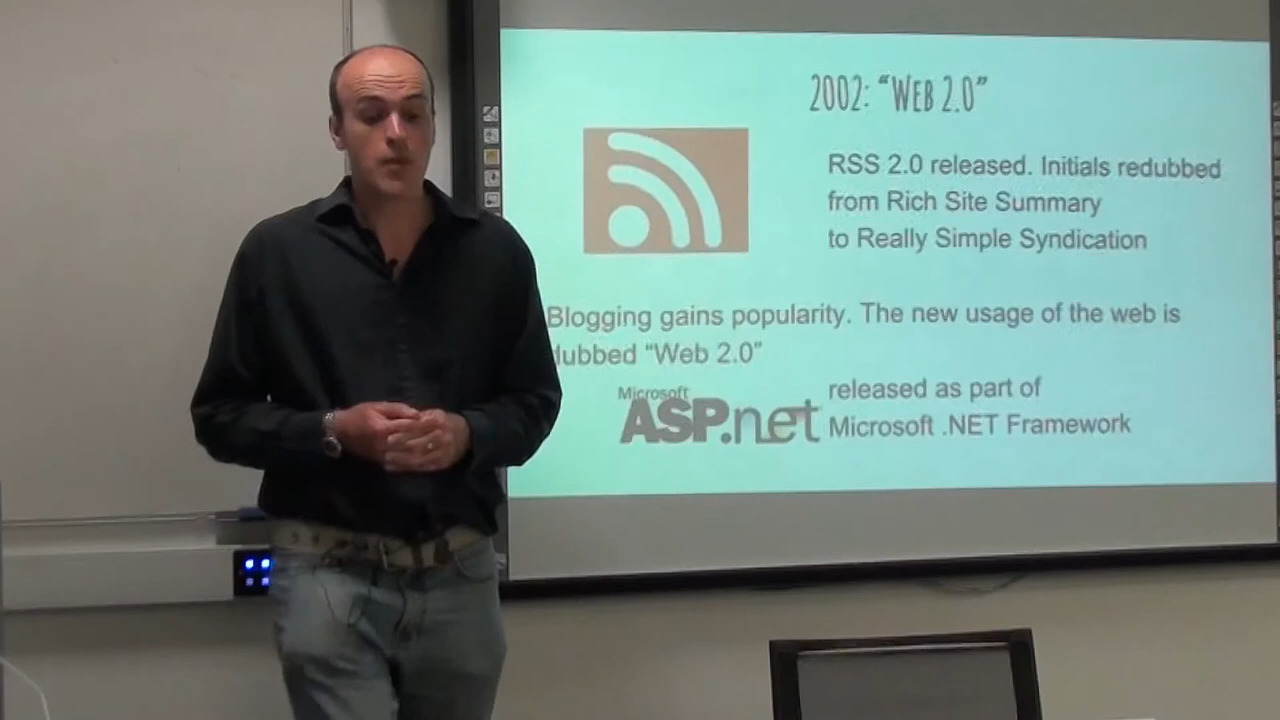 2002: “Web 2.0”
RSS 2.0 released. Initials redubbed
from Rich Site Summary
to Really Simple Syndication
Blogging gains popularity. The new usage of the web is
dubbed “Web 2.0”
Microsoft
ASP.net
released as part of
Microsoft .NET Framework